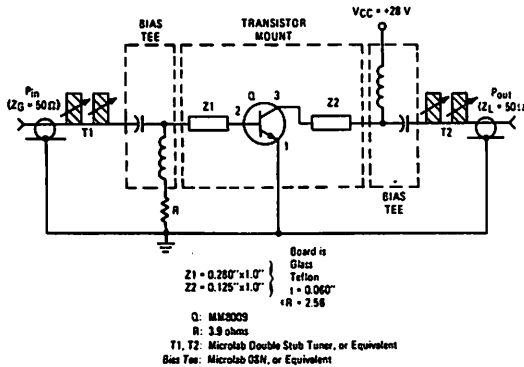 BIAS
TEE
TRANSISTOR
MOUNT
VCC = +28 V
Pin
(ZG = 50Ω)
T1
Z1
Q
2
3
1
Z2
Pout
(ZL = 50Ω
T2
R
BIAS
TEE
Z1 = 0.280"x1.0"
Z2 = 0.125"x1.0"
Board is
Glass
Teflon
t = 0.060"
εR = 2.56
Q: MM8009
R: 3.9 ohms
T1, T2: Microlab Double Stub Tuner, or Equivalent
Bias Tee: Microlab
or Equivalent